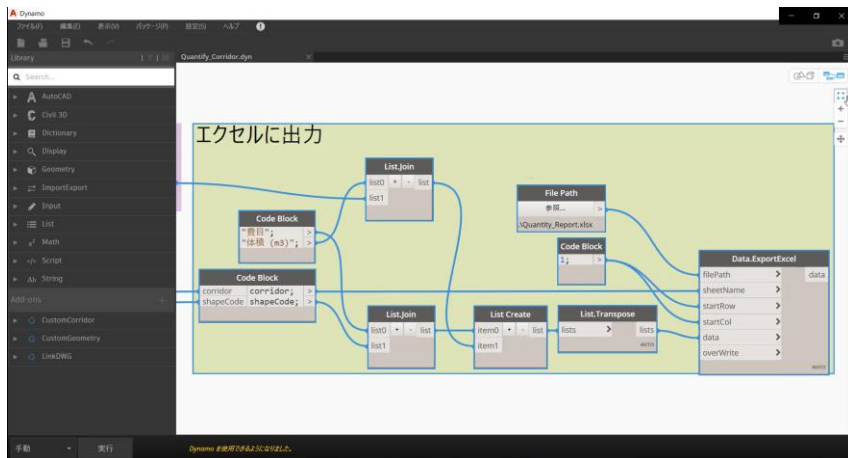 Dynamo
ファイル(F) 編集(E) 表示(V) パッケージ(P) 設定(S) ヘルプ
Library
Quantify_Corridor.dyn
Search...
AutoCAD
Civil 3D
Dictionary
Display
Geometry
ImportExport
Input
List
Math
Script
String
Add-ons
CustomCorridor
CustomGeometry
LinkDWG
エクセルに出力
List.Join
list0 + - list
list1
Code Block
"費目"; >
"体積 (m3)"; >
Code Block
corridor corridor; >
shapeCode shapeCode; >
List.Join
list0 + - list
list1
List Create
item0 + - list
item1
List.Transpose
lists > lists
AUTO
File Path
参照... >
.\Quantity_Report.xlsx
Code Block
1; >
Data.ExportExcel
filePath > data
sheetName >
startRow >
startCol >
data >
overWrite >
AUTO
手動 実行
Dynamo を使用できるようになりました。